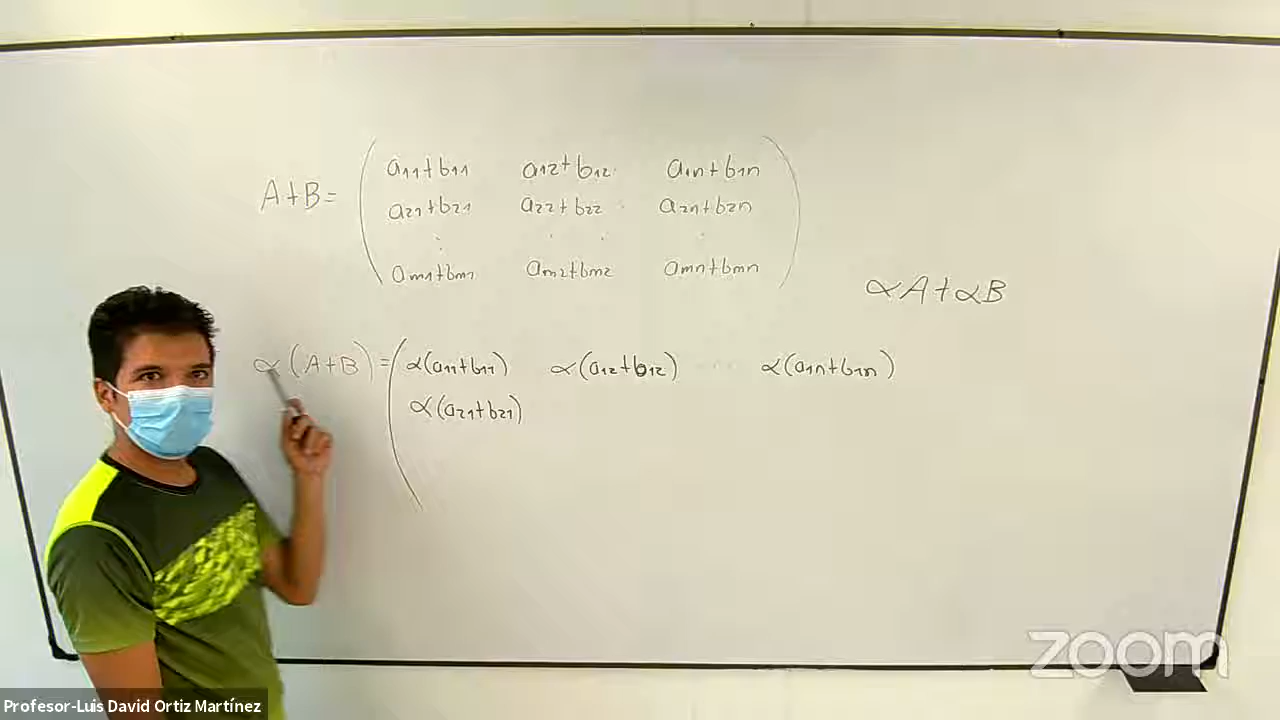 a₁₁+b₁₁ a₁₂+b₁₂ . a₁n+b₁n
A+B=
a₂₁+b₂₁ a₂₂+b₂₂ . a₂n+b₂n
: . . :
am₁+bm₁ am₂+bm₂ amn+bmn
αA+αB
α(A+B)=(α(a₁₁+b₁₁) α(a₁₂+b₁₂) ... α(a₁n+b₁n)
α(a₂₁+b₂₁)
zoom
Profesor-Luis David Ortiz Martínez